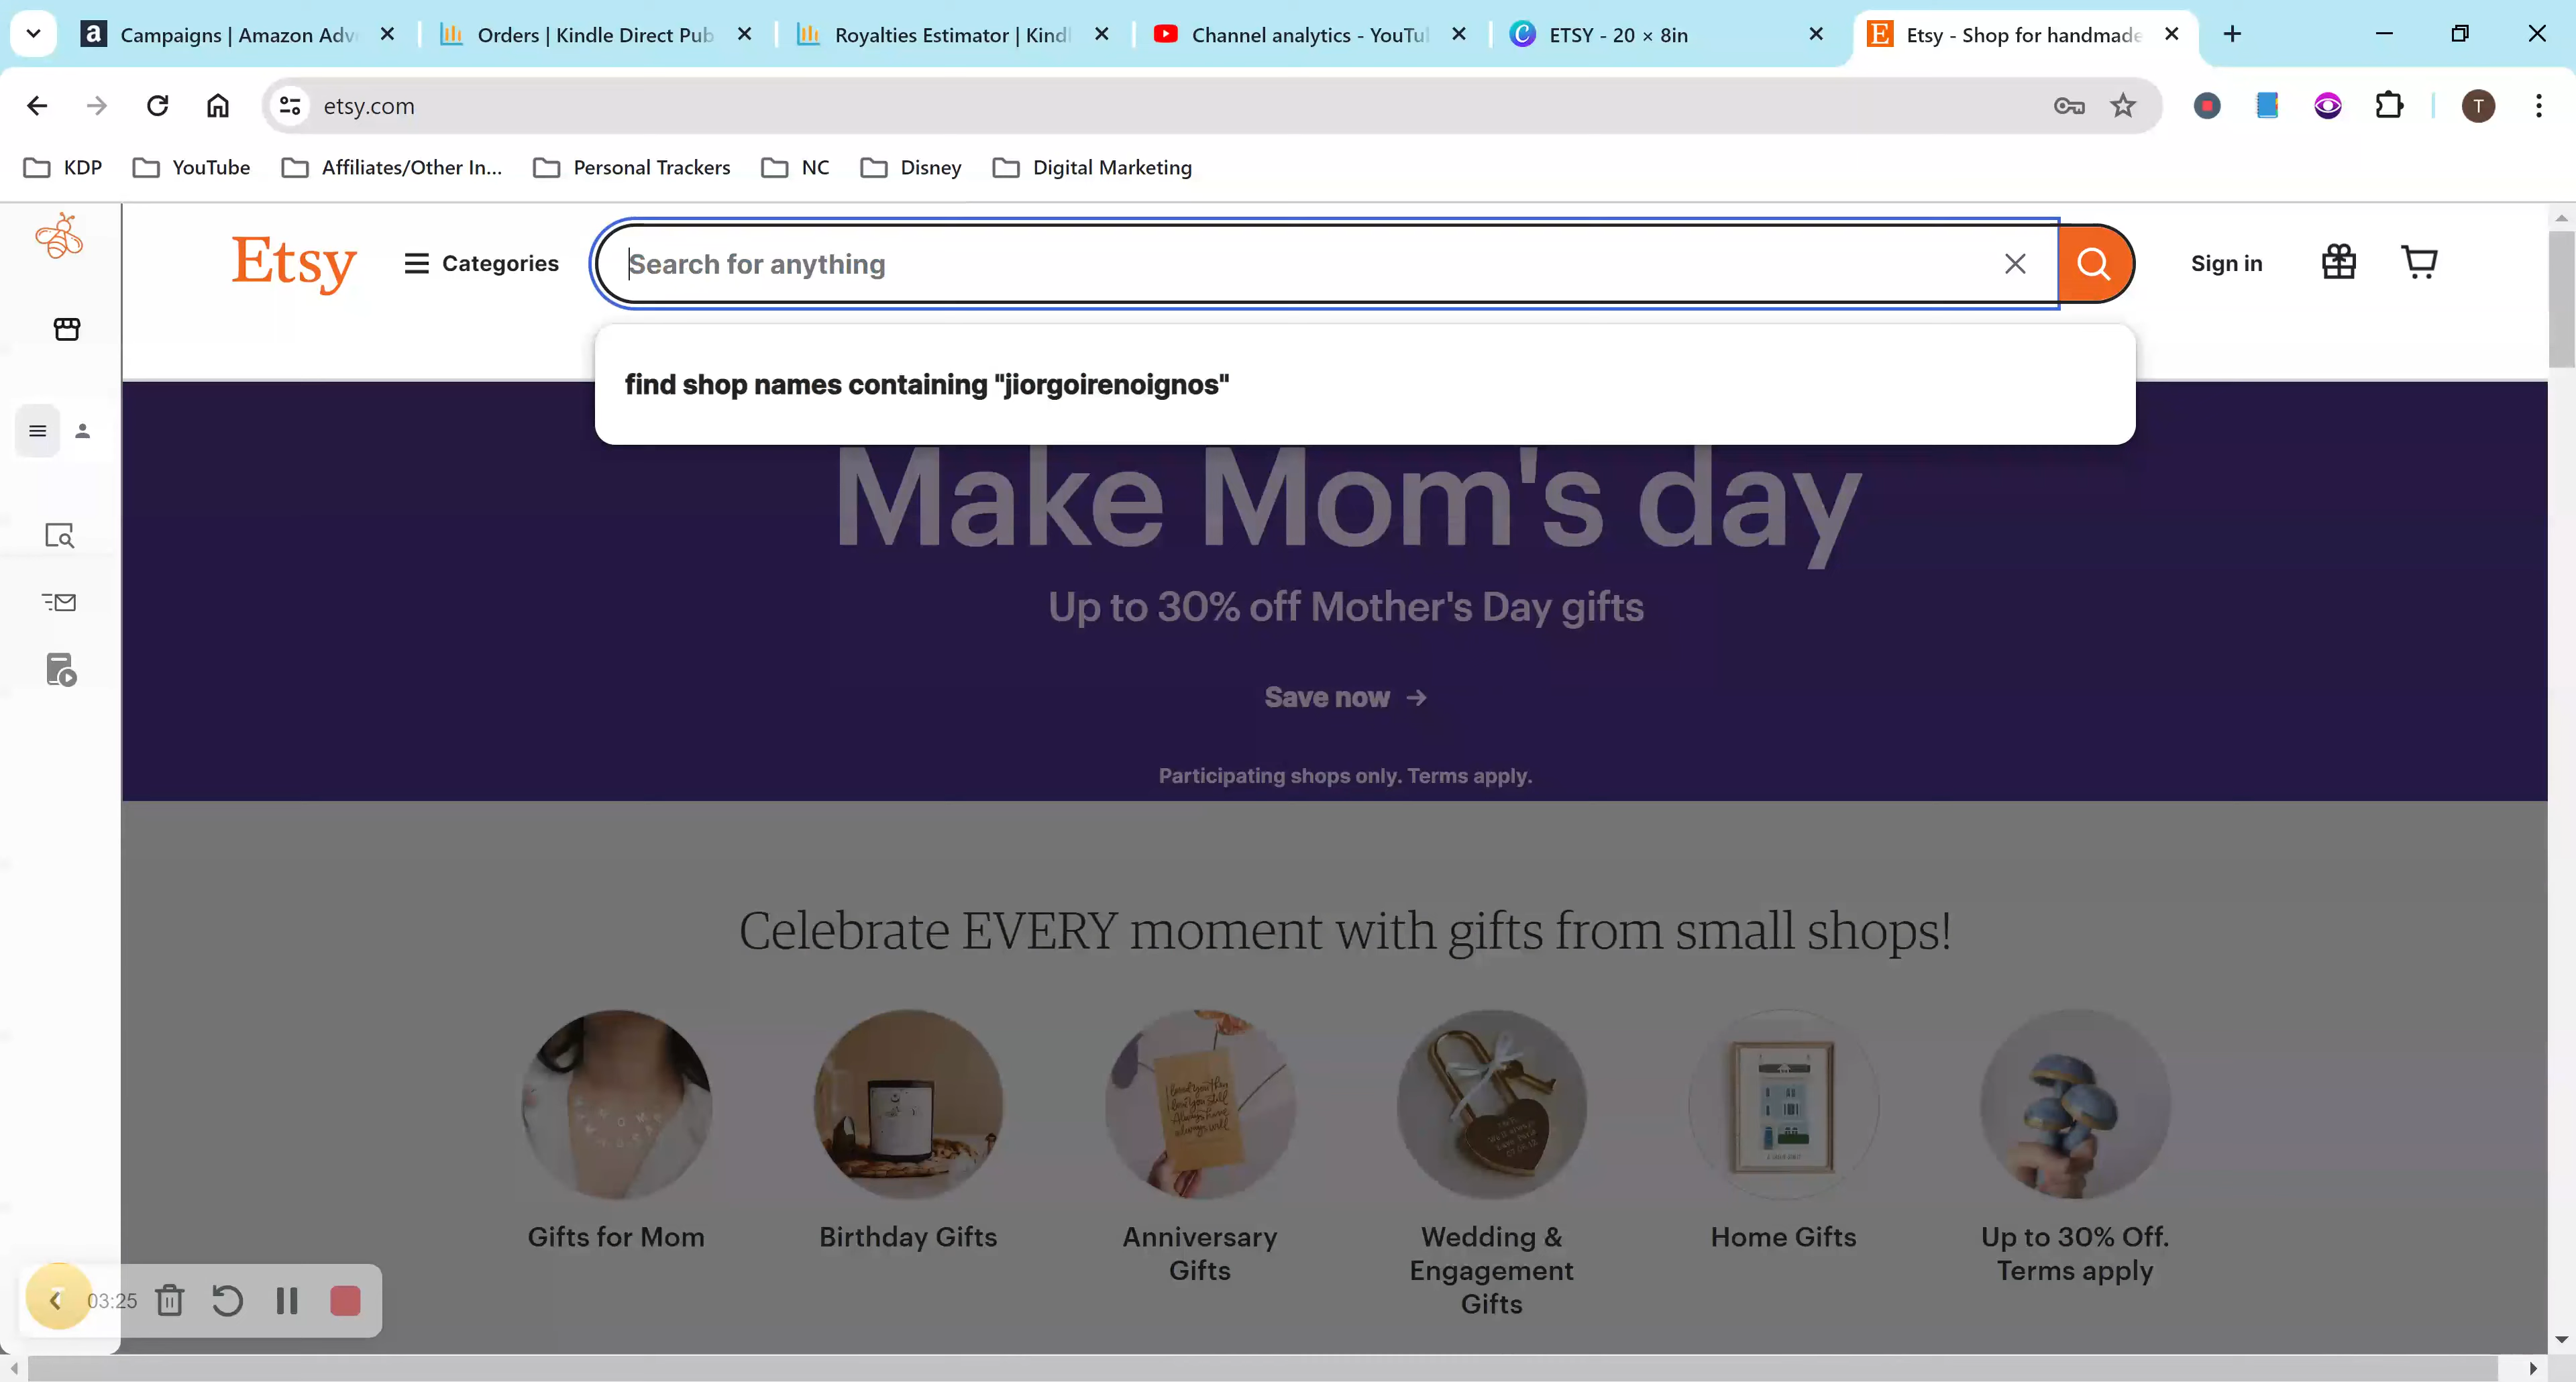 Campaigns | Amazon Adv
Orders | Kindle Direct Pub
Royalties Estimator | Kindl
Channel analytics - YouTu
ETSY - 20 × 8in
Etsy - Shop for handmade
etsy.com
T
KDP
YouTube
Affiliates/Other In...
Personal Trackers
NC
Disney
Digital Marketing
Etsy
Categories
Search for anything
Sign in
find shop names containing "jiorgoirenoignos"
Make Mom's day
Up to 30% off Mother's Day gifts
Save now →
Participating shops only. Terms apply.
Celebrate EVERY moment with gifts from small shops!
Gifts for Mom
Birthday Gifts
Anniversary
Gifts
Wedding &
Engagement
Gifts
Home Gifts
Up to 30% Off.
Terms apply
03:25